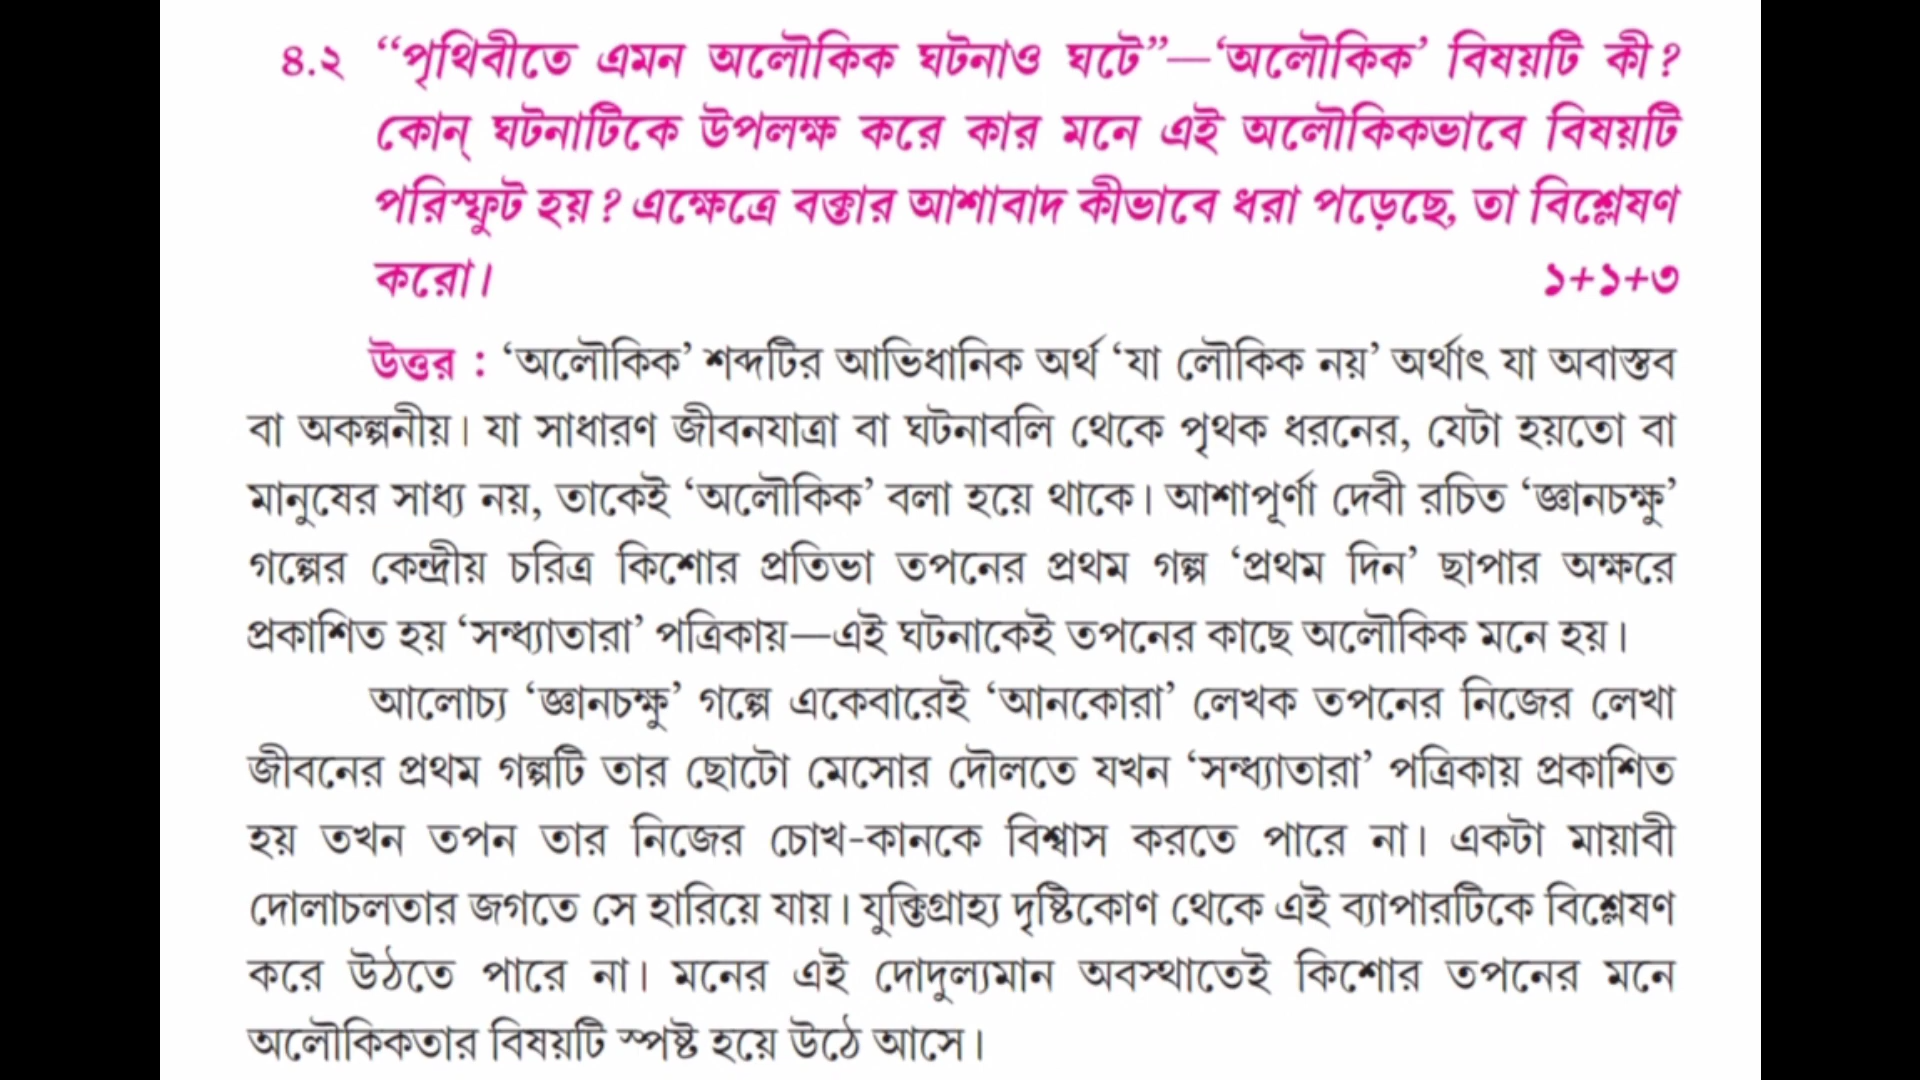 ৪.২ “পৃথিবীতে এমন অলৌকিক ঘটনাও ঘটে”—‘অলৌকিক’ বিষয়টি কী?
কোন্ ঘটনাটিকে উপলক্ষ করে কার মনে এই অলৌকিকভাবে বিষয়টি
পরিস্ফুট হয়? এক্ষেত্রে বক্তার আশাবাদ কীভাবে ধরা পড়েছে, তা বিশ্লেষণ
করো। ১+১+৩
উত্তর : ‘অলৌকিক’ শব্দটির আভিধানিক অর্থ ‘যা লৌকিক নয়’ অর্থাৎ যা অবাস্তব
বা অকল্পনীয়। যা সাধারণ জীবনযাত্রা বা ঘটনাবলি থেকে পৃথক ধরনের, যেটা হয়তো বা
মানুষের সাধ্য নয়, তাকেই ‘অলৌকিক’ বলা হয়ে থাকে। আশাপূর্ণা দেবী রচিত ‘জ্ঞানচক্ষু’
গল্পের কেন্দ্রীয় চরিত্র কিশোর প্রতিভা তপনের প্রথম গল্প ‘প্রথম দিন’ ছাপার অক্ষরে
প্রকাশিত হয় ‘সন্ধ্যাতারা’ পত্রিকায়—এই ঘটনাকেই তপনের কাছে অলৌকিক মনে হয়।
আলোচ্য ‘জ্ঞানচক্ষু’ গল্পে একেবারেই ‘আনকোরা’ লেখক তপনের নিজের লেখা
জীবনের প্রথম গল্পটি তার ছোটো মেসোর দৌলতে যখন ‘সন্ধ্যাতারা’ পত্রিকায় প্রকাশিত
হয় তখন তপন তার নিজের চোখ-কানকে বিশ্বাস করতে পারে না। একটা মায়াবী
দোলাচলতার জগতে সে হারিয়ে যায়। যুক্তিগ্রাহ্য দৃষ্টিকোণ থেকে এই ব্যাপারটিকে বিশ্লেষণ
করে উঠতে পারে না। মনের এই দোদুল্যমান অবস্থাতেই কিশোর তপনের মনে
অলৌকিকতার বিষয়টি স্পষ্ট হয়ে উঠে আসে।